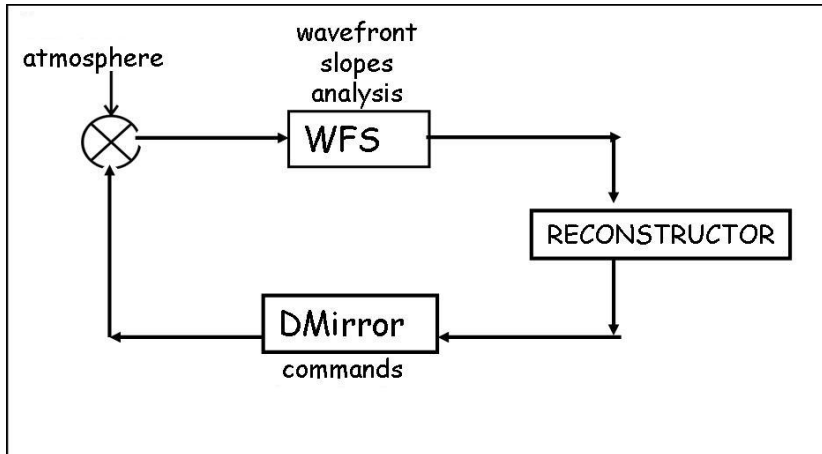 wavefront
slopes
analysis
atmosphere
WFS
RECONSTRUCTOR
DMirror
commands